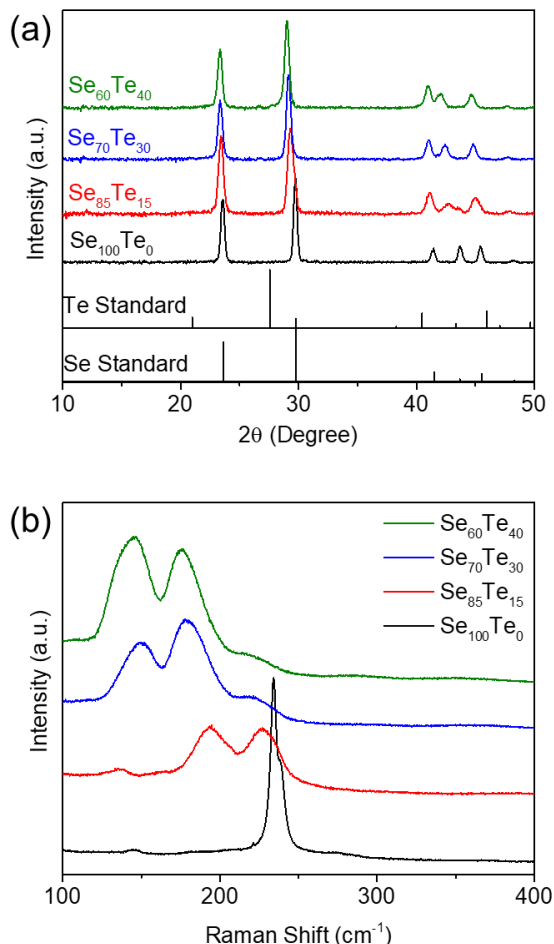 (a)
Se₆₀Te₄₀
Se₇₀Te₃₀
Se₈₅Te₁₅
Se₁₀₀Te₀
Te Standard
Se Standard
Intensity (a.u.)
10 20 30 40 50
2θ (Degree)
(b)
Se₆₀Te₄₀
Se₇₀Te₃₀
Se₈₅Te₁₅
Se₁₀₀Te₀
Intensity (a.u.)
100 200 300 400
Raman Shift (cm⁻¹)